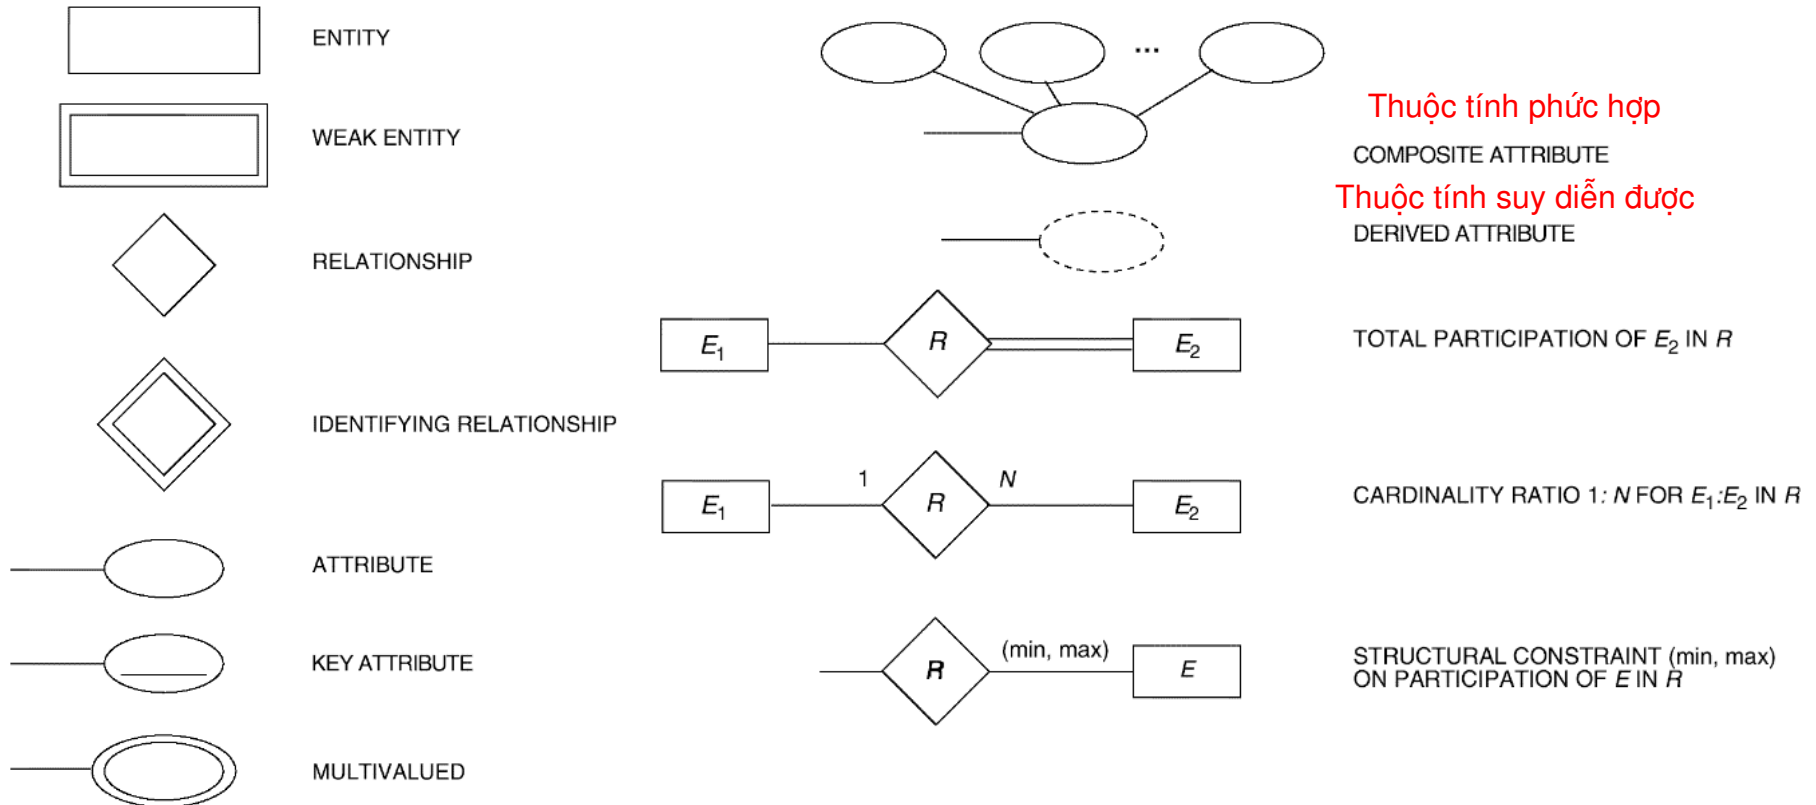 ENTITY
WEAK ENTITY
RELATIONSHIP
IDENTIFYING RELATIONSHIP
ATTRIBUTE
KEY ATTRIBUTE
MULTIVALUED
...
Thuộc tính phức hợp
COMPOSITE ATTRIBUTE
Thuộc tính suy diễn được
DERIVED ATTRIBUTE
E₁ R E₂
TOTAL PARTICIPATION OF E₂ IN R
E₁ 1 R N E₂
CARDINALITY RATIO 1: N FOR E₁:E₂ IN R
R (min, max) E
STRUCTURAL CONSTRAINT (min, max)
ON PARTICIPATION OF E IN R